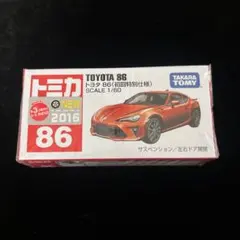 トミカ
2016
86
TOYOTA 86
トヨタ 86(初回特別仕様)
SCALE 1/60
TAKARA
TOMY
サスペンション/左右ドア開閉